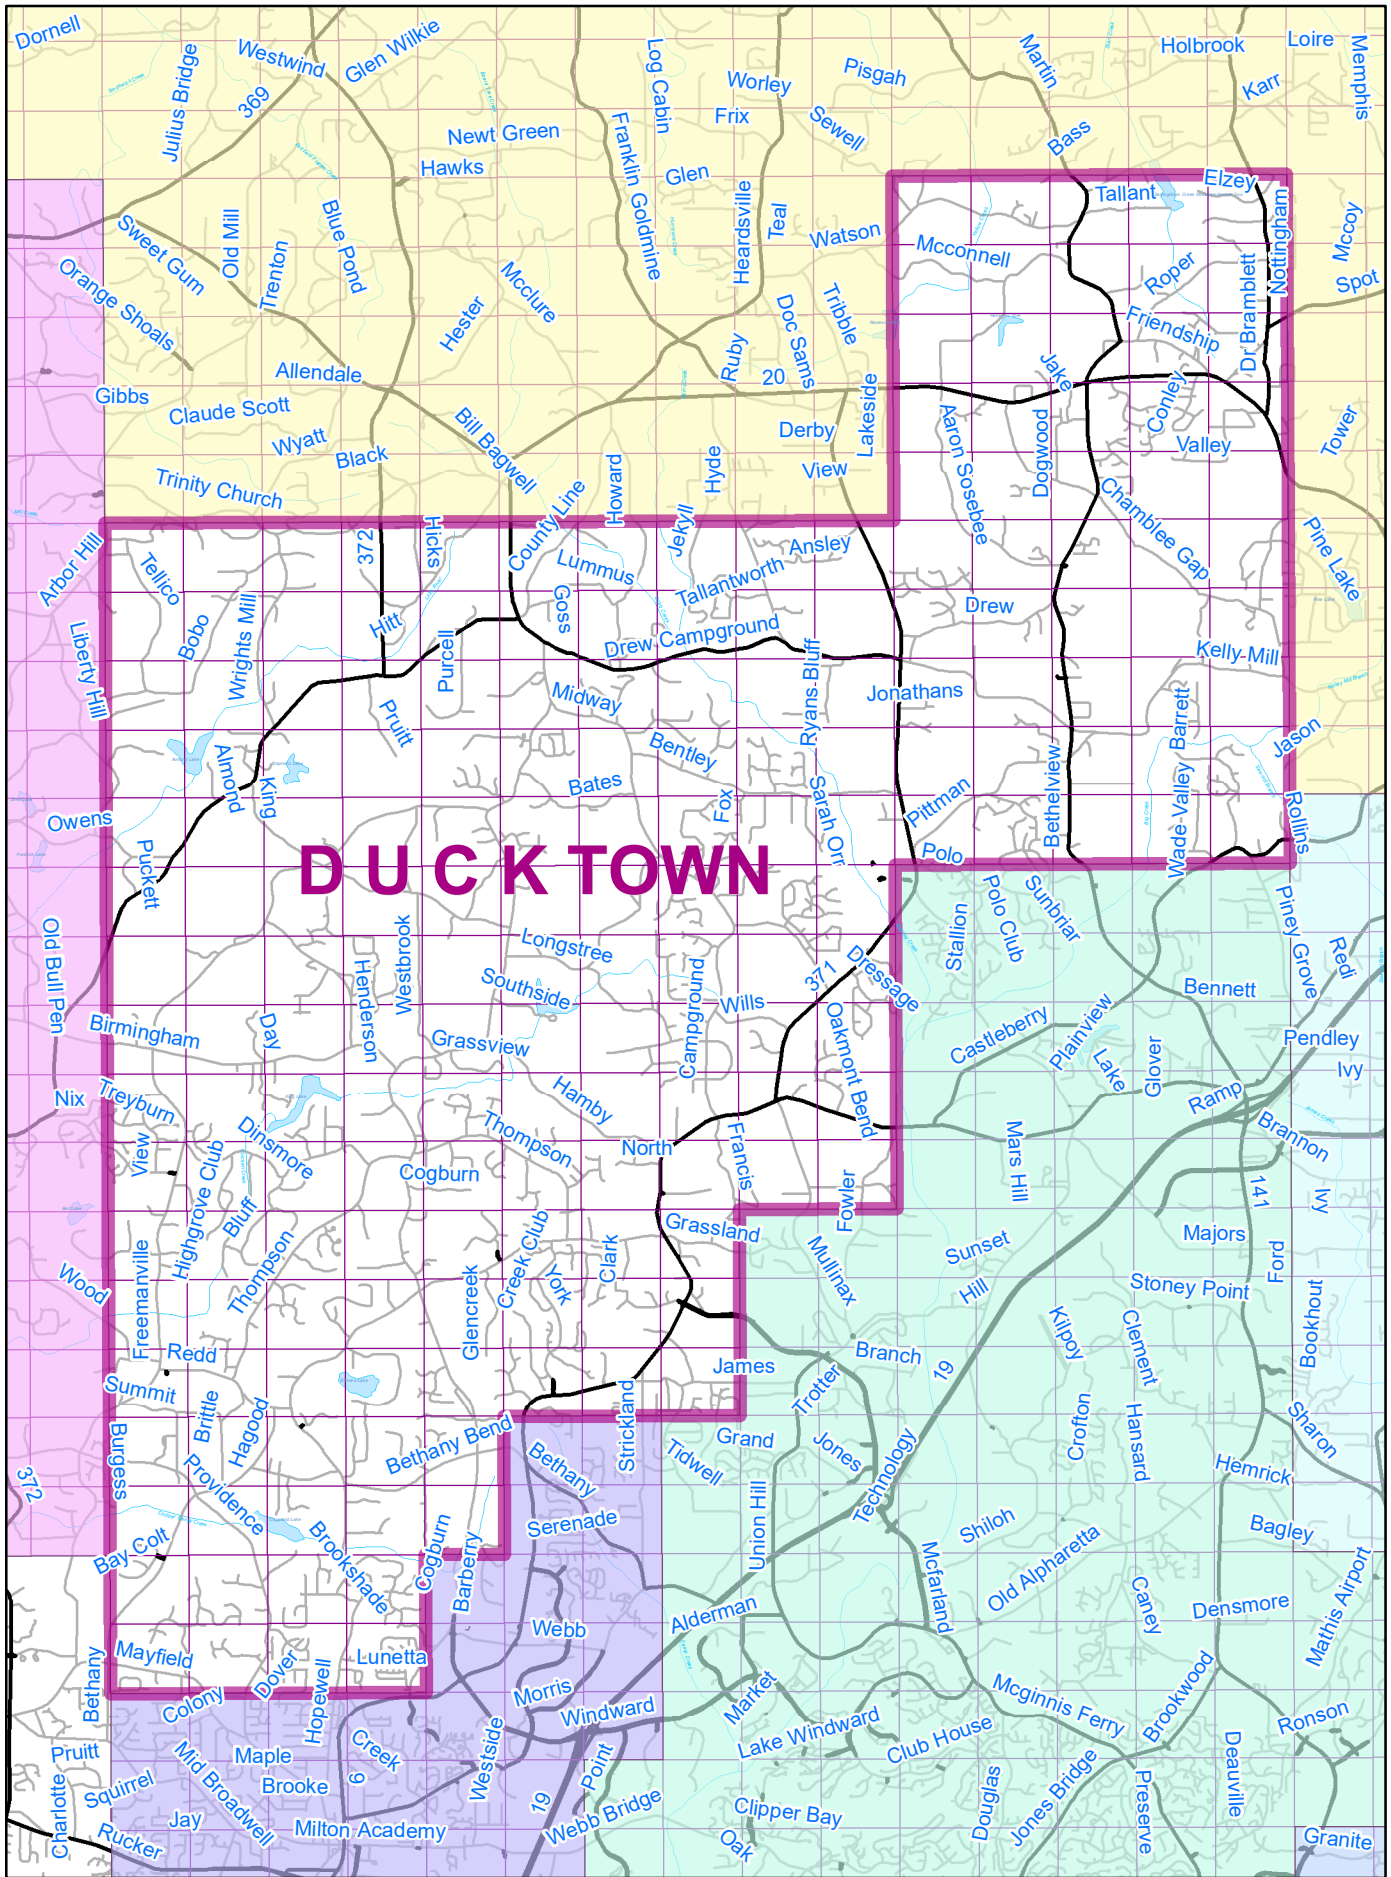 Dornell
Julius Bridge
Westwind
369
Glen Wilkie
Newt Green
Hawks
Log Cabin
Franklin Goldmine
Glen
Frix
Worley
Pisgah
Sewell
Martin
Bass
Holbrook
Loire
Karr
Memphis
Elzey
Tallant
Nottingham
Mccoy
Spot
Sweet Gum
Old Mill
Trenton
Blue Pond
Orange Shoals
Hester
Mcclure
Heardsville
Teal
Watson
Doc Sams
Tribble
Ruby
20
Mcconnell
Roper
Friendship
Dr Bramblett
Gibbs
Allendale
Claude Scott
Wyatt
Black
Trinity Church
Bill Bagwell
Howard
Hyde
Derby
View
Lakeside
Jake
Conley
Aaron Sosebee
Dogwood
Valley
Tower
Chamblee Gap
Arbor Hill
Tellico
372
Hicks
County Line
Jekyll
Ansley
Lummus
Tallantworth
Goss
Pine Lake
Liberty Hill
Bobo
Wrights Mill
Hitt
Purcell
Drew Campground
Drew
Kelly Mill
Ryans Bluff
Jonathans
Midway
Pruitt
Bentley
Barrett
Jason
Almond
King
Bates
Fox
Sarah Orr
Pittman
Bethelview
Wade Valley
Rollins
Owens
Puckett
DUCKTOWN
Polo
Old Bull Pen
Westbrook
Henderson
Longstree
Southside
Campground
Wills
371
Dressage
Stallion
Polo Club
Sunbriar
Piney Grove
Redi
Bennett
Birmingham
Day
Grassview
Oakmont Bend
Castleberry
Plainview
Lake
Glover
Pendley
Ivy
Nix
Treyburn
Hamby
Ramp
View
Highgrove Club
Dinsmore
Thompson
Cogburn
North
Francis
Mars Hill
Brannon
141
Ivy
Bluff
Fowler
Grassland
Majors
Wood
Freemanville
Thompson
Glencreek
Creek Club
York
Clark
Mullinax
Sunset
Hill
Stoney Point
Ford
Bookhout
Redd
Summit
James
Branch
19
Kilpoy
Clement
Trotter
Brittle
Hagood
Bethany Bend
Strickland
Grand
Jones
Crofton
Hansard
Sharon
372
Burgess
Providence
Bethany
Tidwell
Technology
Hemrick
Bay Colt
Brookshade
Cogburn
Barberry
Serenade
Union Hill
Mcfarland
Shiloh
Old Alpharetta
Bagley
Mathis Airport
Caney
Densmore
Alderman
Webb
Bethany
Mayfield
Dover
Lunetta
Colony
Hopewell
Morris
Windward
Market
Mcginnis Ferry
Brookwood
Ronson
Pruitt
Maple
Creek
Westside
Lake Windward
Club House
Deauville
Charlotte
Squirrel
Mid Broadwell
Brooke
9
19
Point
Webb Bridge
Clipper Bay
Douglas
Jones Bridge
Preserve
Jay
Rucker
Milton Academy
Oak
Granite